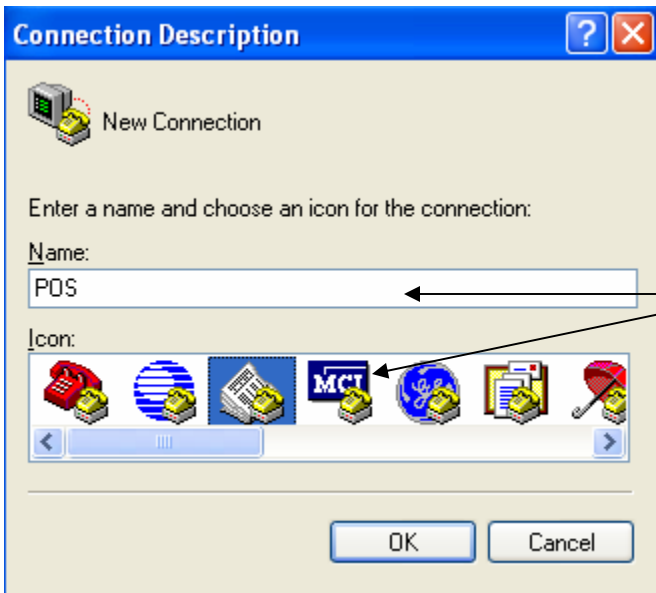 Connection Description
New Connection
Enter a name and choose an icon for the connection:
Name:
POS
Icon:
MCI
OK Cancel